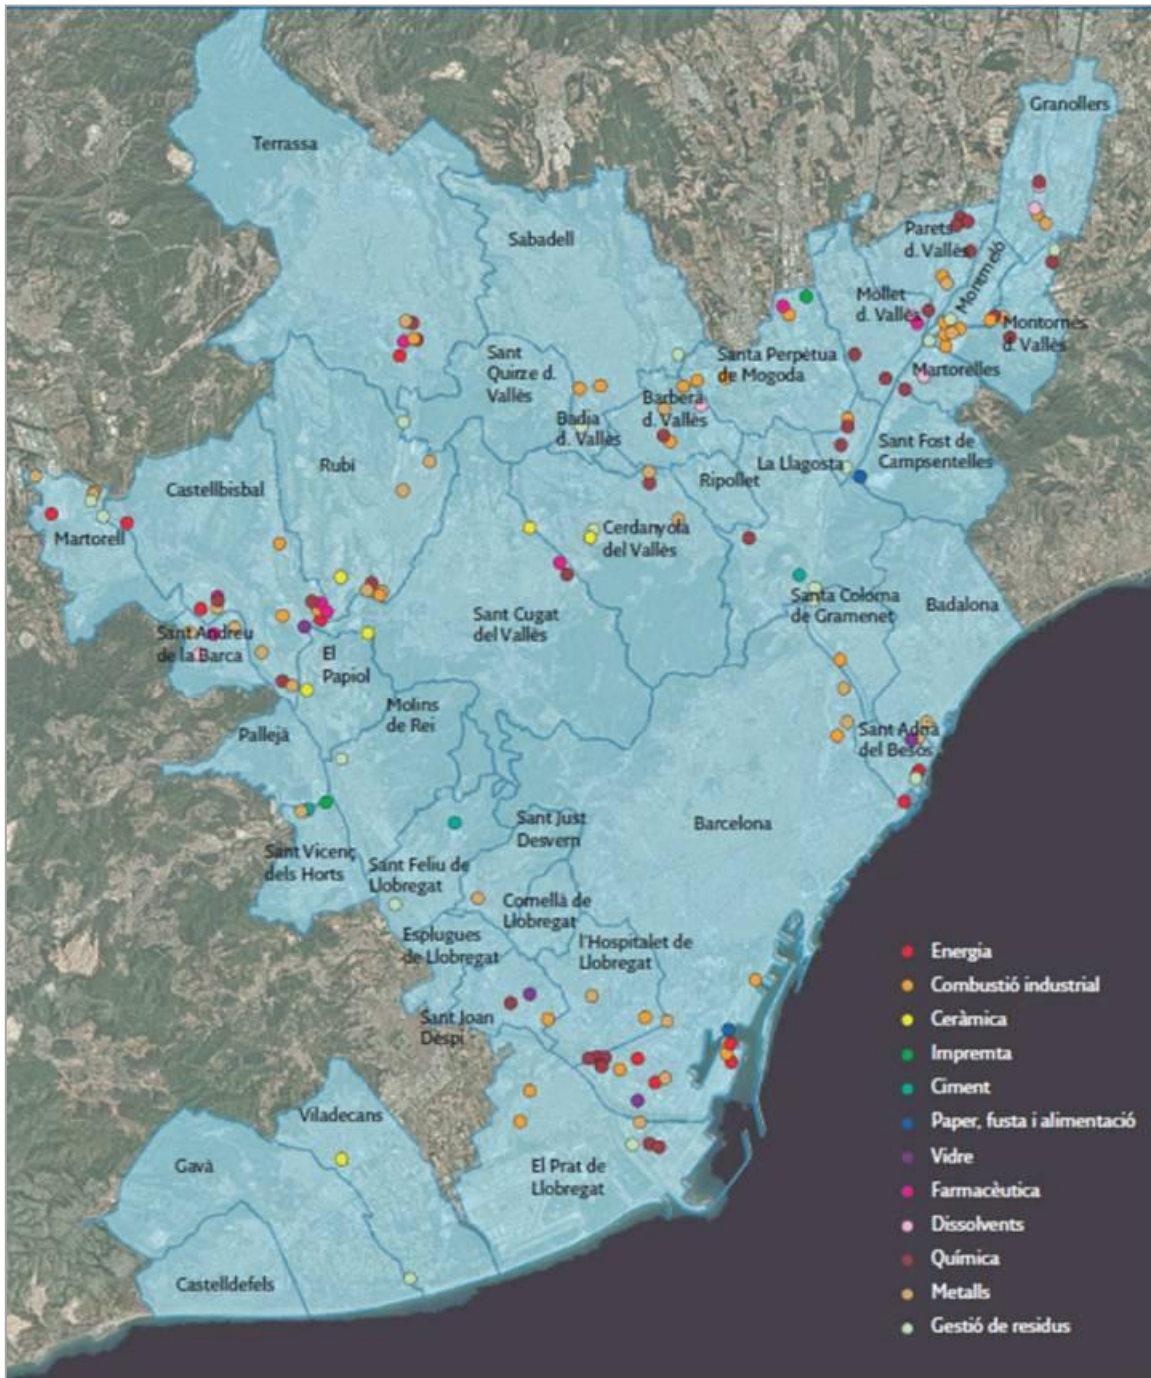 Granollers
Terrassa
Sabadell
Parets
d. Vallès
Montmeló
Mollet
d. Vallès
Montornès
d. Vallès
Sant
Quirze d.
Vallès
Santa Perpètua
de Mogoda
Martorelles
Badia
d. Vallès
Barberà
d. Vallès
Sant Fost de
Campsentelles
La Llagosta
Rubí
Ripollet
Castellbisbal
Martorell
Cerdanyola
del Vallès
Santa Coloma
de Gramenet
Badalona
Sant Cugat
del Vallès
Sant Andreu
de la Barca
El
Papiol
Molins
de Rei
Pallejà
Sant Adrià
del Besòs
Sant Just
Desvern
Barcelona
Sant Vicenç
dels Horts
Sant Feliu de
Llobregat
Cornellà de
Llobregat
Esplugues
de Llobregat
l'Hospitalet de
Llobregat
Sant Joan
Despí
Viladecans
Gavà
El Prat de
Llobregat
Castelldefels
Energia
Combustió industrial
Ceràmica
Impremta
Ciment
Paper, fusta i alimentació
Vidre
Farmacèutica
Dissolvents
Química
Metalls
Gestió de residus